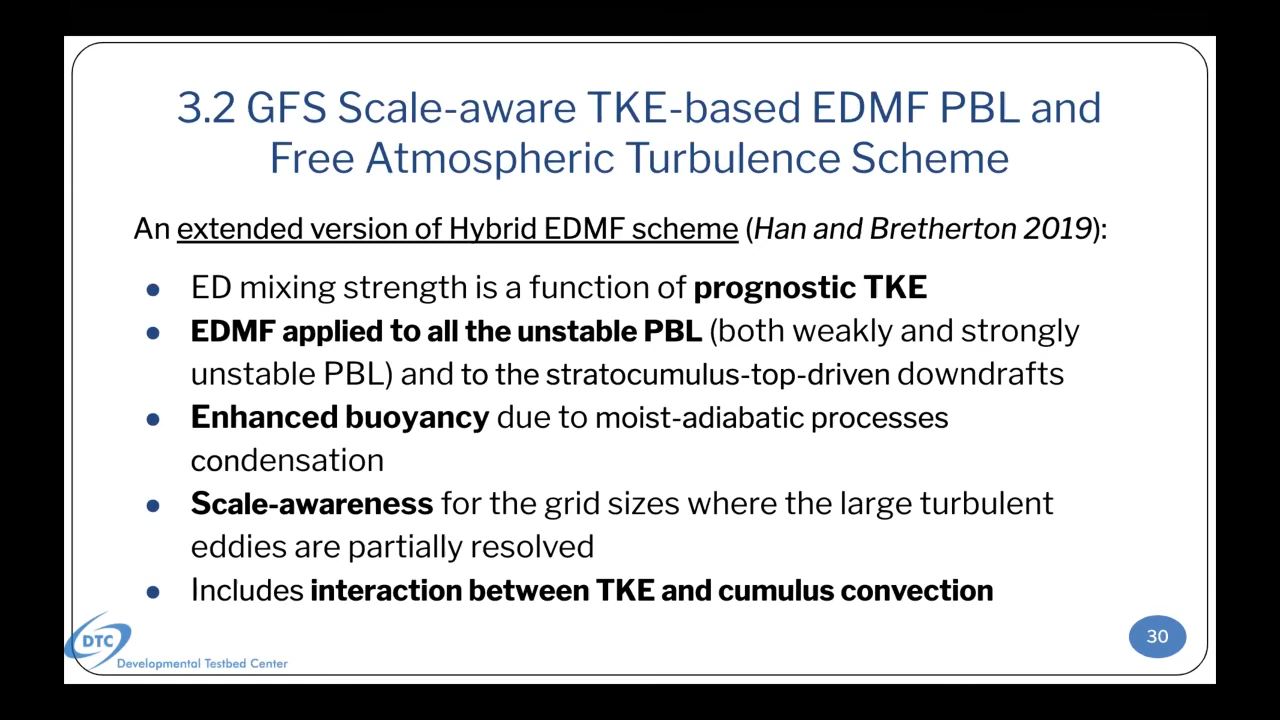 3.2 GFS Scale-aware TKE-based EDMF PBL and
Free Atmospheric Turbulence Scheme
An extended version of Hybrid EDMF scheme (Han and Bretherton 2019):
● ED mixing strength is a function of prognostic TKE
● EDMF applied to all the unstable PBL (both weakly and strongly
unstable PBL) and to the stratocumulus-top-driven downdrafts
● Enhanced buoyancy due to moist-adiabatic processes
condensation
● Scale-awareness for the grid sizes where the large turbulent
eddies are partially resolved
● Includes interaction between TKE and cumulus convection
30
DTC
Developmental Testbed Center